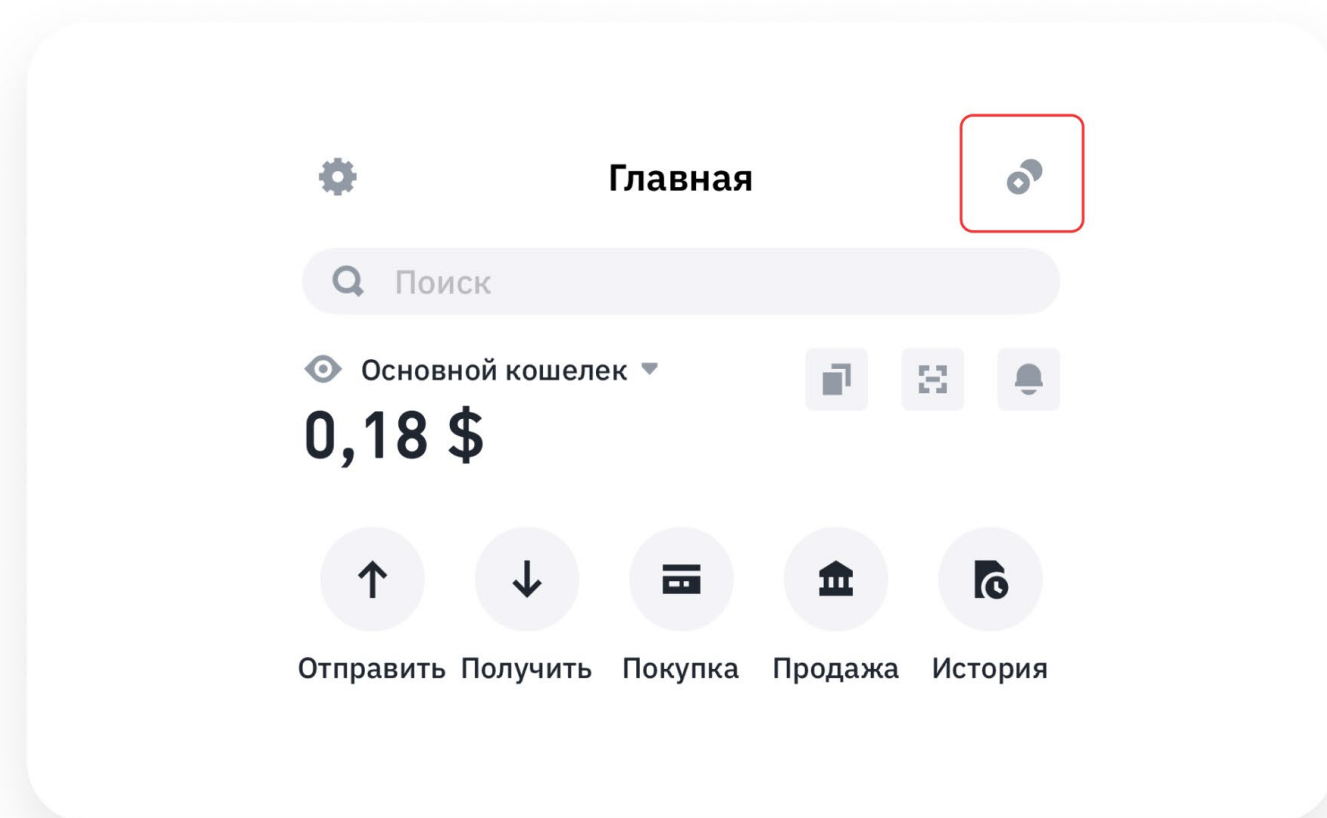 Главная
Поиск
Основной кошелек
0,18 $
Отправить Получить Покупка Продажа История